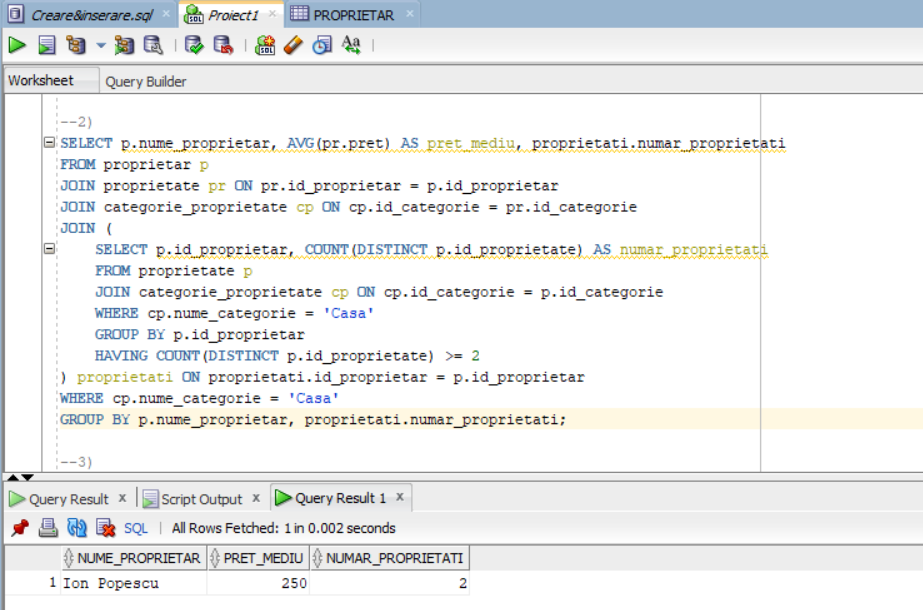 Creare&inserare.sql × Proiect1 × PROPRIETAR ×
SQL Aa
Worksheet Query Builder
--2)
SELECT p.nume_proprietar, AVG(pr.pret) AS pret_mediu, proprietati.numar_proprietati
FROM proprietar p
JOIN proprietate pr ON pr.id_proprietar = p.id_proprietar
JOIN categorie_proprietate cp ON cp.id_categorie = pr.id_categorie
JOIN (
SELECT p.id_proprietar, COUNT(DISTINCT p.id_proprietate) AS numar_proprietati
FROM proprietate p
JOIN categorie_proprietate cp ON cp.id_categorie = p.id_categorie
WHERE cp.nume_categorie = 'Casa'
GROUP BY p.id_proprietar
HAVING COUNT(DISTINCT p.id_proprietate) >= 2
) proprietati ON proprietati.id_proprietar = p.id_proprietar
WHERE cp.nume_categorie = 'Casa'
GROUP BY p.nume_proprietar, proprietati.numar_proprietati;
--3)
Query Result × Script Output × Query Result 1 ×
SQL | All Rows Fetched: 1 in 0.002 seconds
NUME_PROPRIETAR PRET_MEDIU NUMAR_PROPRIETATI
1 Ion Popescu 250 2